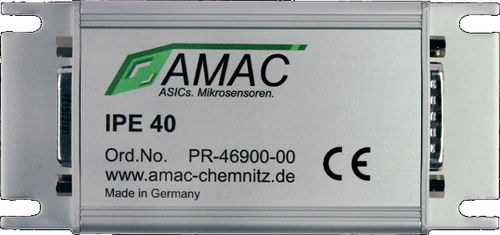 AMAC
ASICs. Mikrosensoren.
IPE 40
Ord.No. PR-46900-00
www.amac-chemnitz.de
Made in Germany
CE